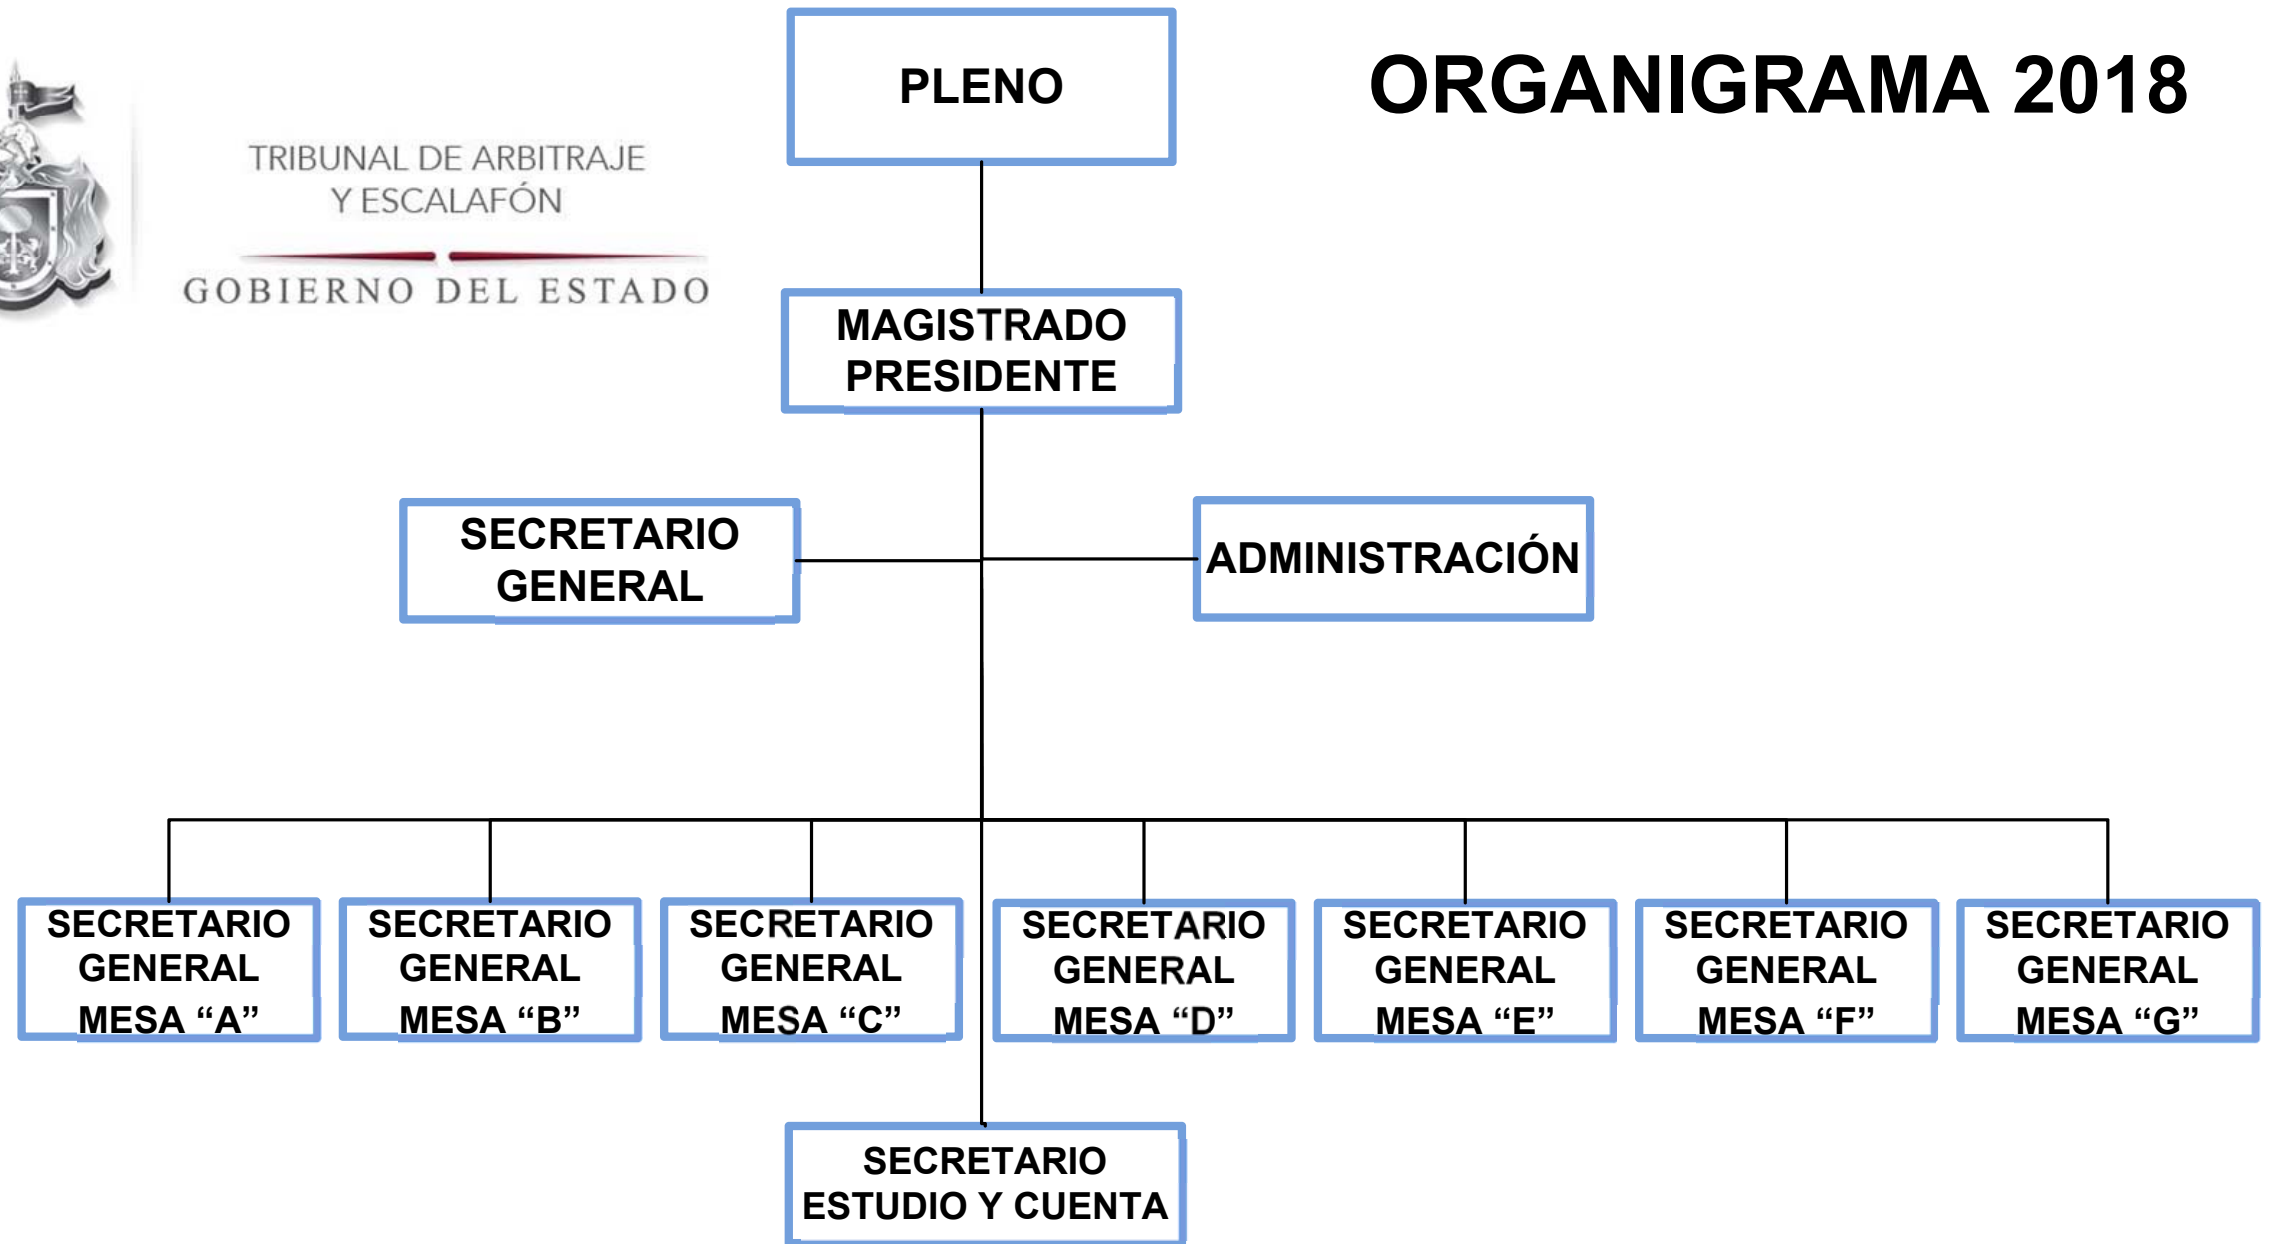 PLENO
ORGANIGRAMA 2018
TRIBUNAL DE ARBITRAJE
Y ESCALAFÓN
GOBIERNO DEL ESTADO
MAGISTRADO
PRESIDENTE
SECRETARIO
GENERAL
ADMINISTRACIÓN
SECRETARIO
GENERAL
MESA “A”
SECRETARIO
GENERAL
MESA “B”
SECRETARIO
GENERAL
MESA “C”
SECRETARIO
GENERAL
MESA “D”
SECRETARIO
GENERAL
MESA “E”
SECRETARIO
GENERAL
MESA “F”
SECRETARIO
GENERAL
MESA “G”
SECRETARIO
ESTUDIO Y CUENTA